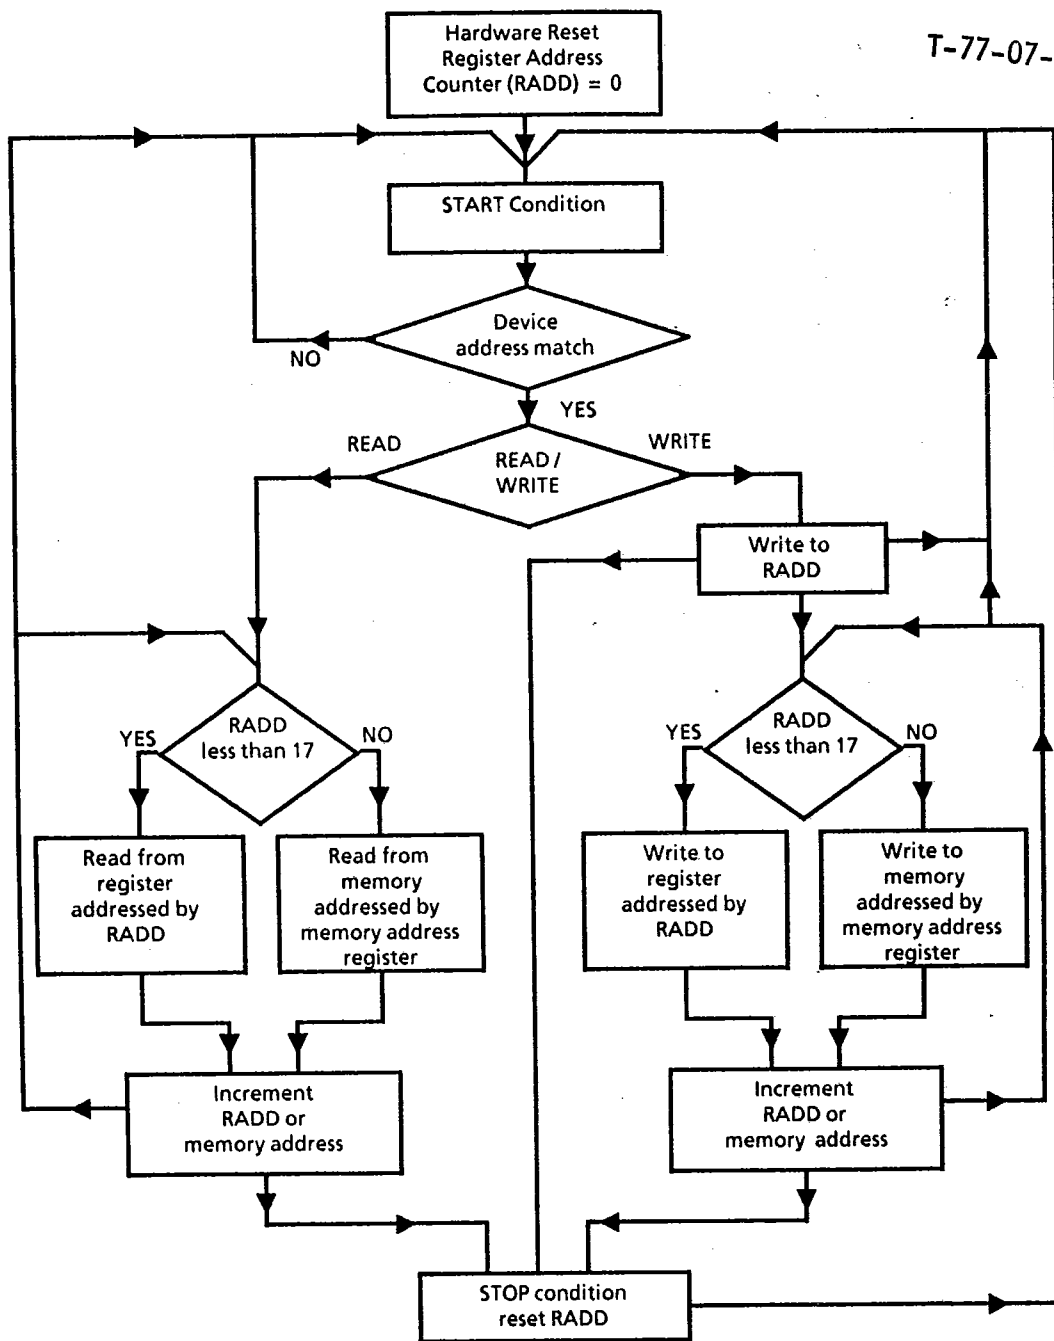 Hardware Reset
Register Address
Counter (RADD) = 0
T-77-07-
START Condition
Device
address match
NO
YES
READ
READ /
WRITE
WRITE
Write to
RADD
RADD
less than 17
YES
NO
RADD
less than 17
YES
NO
Read from
register
addressed by
RADD
Read from
memory
addressed by
memory address
register
Write to
register
addressed by
RADD
Write to
memory
addressed by
memory address
register
Increment
RADD or
memory address
Increment
RADD or
memory address
STOP condition
reset RADD